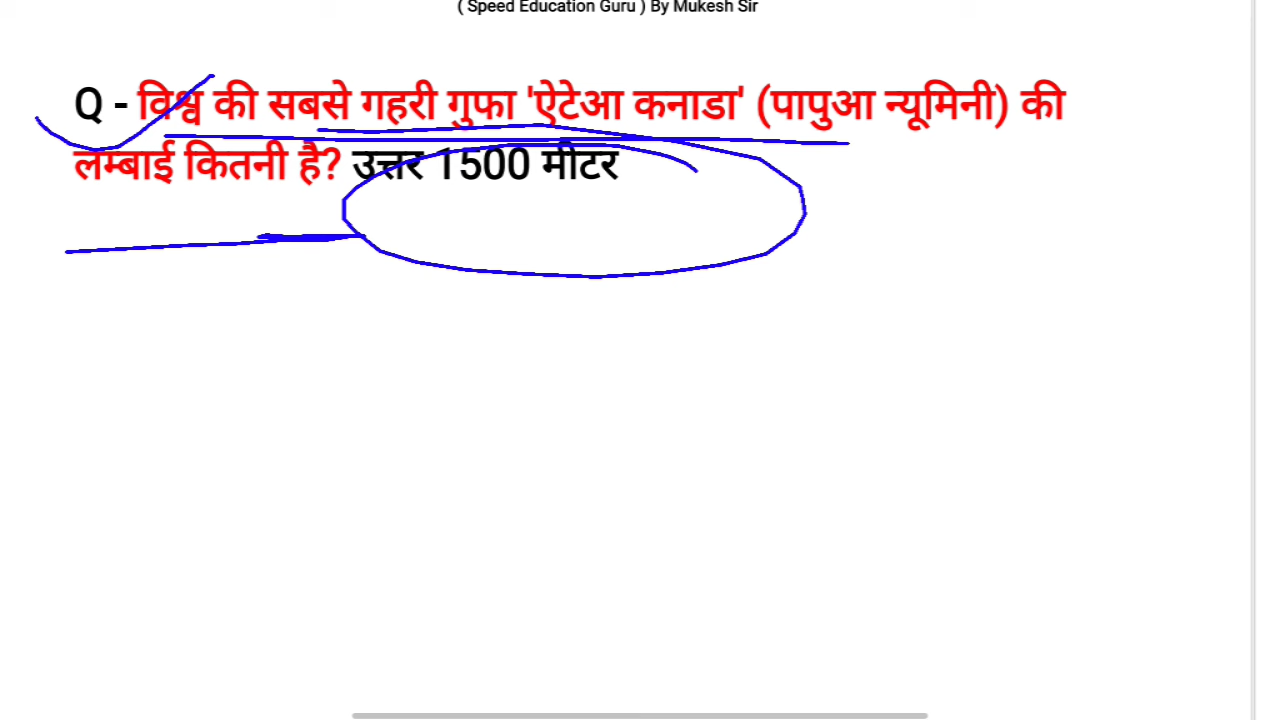 ( Speed Education Guru ) By Mukesh Sir
Q - विश्व की सबसे गहरी गुफा 'ऐटेआ कनाडा' (पापुआ न्यूमिनी) की
लम्बाई कितनी है? उत्तर 1500 मीटर